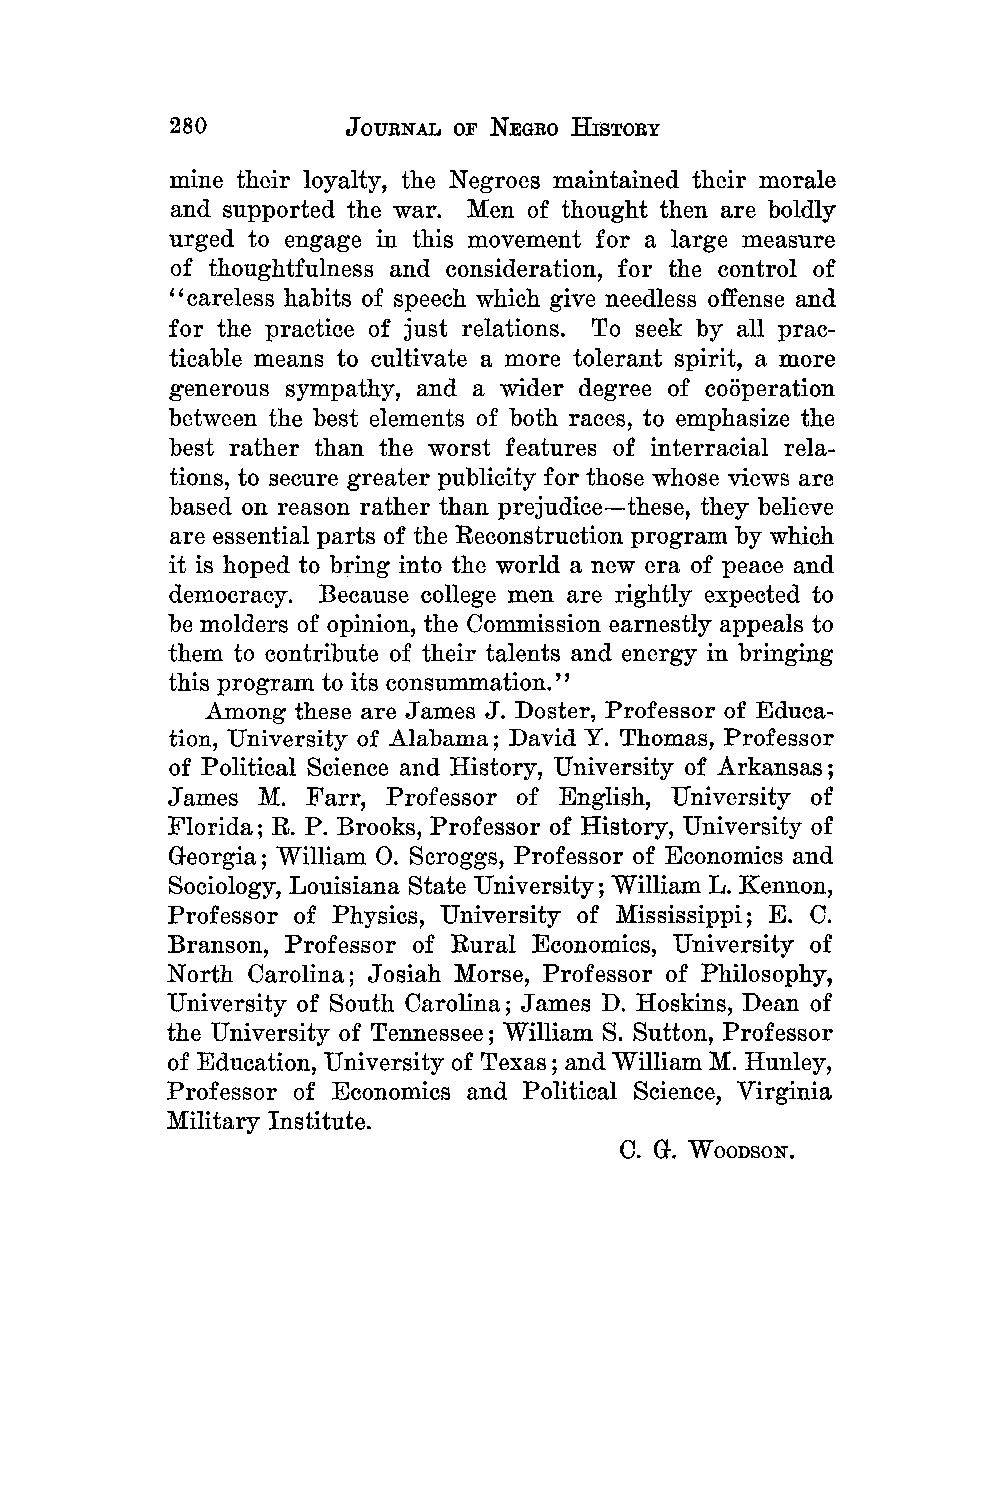 280 JOURNAL OF NEGRO HISTORY
mine their loyalty, the Negroes maintained their morale
and supported the war. Men of thought then are boldly
urged to engage in this movement for a large measure
of thoughtfulness and consideration, for the control of
“careless habits of speech which give needless offense and
for the practice of just relations. To seek by all prac-
ticable means to cultivate a more tolerant spirit, a more
generous sympathy, and a wider degree of coöperation
between the best elements of both races, to emphasize the
best rather than the worst features of interracial rela-
tions, to secure greater publicity for those whose views are
based on reason rather than prejudice—these, they believe
are essential parts of the Reconstruction program by which
it is hoped to bring into the world a new era of peace and
democracy. Because college men are rightly expected to
be molders of opinion, the Commission earnestly appeals to
them to contribute of their talents and energy in bringing
this program to its consummation.”
Among these are James J. Doster, Professor of Educa-
tion, University of Alabama; David Y. Thomas, Professor
of Political Science and History, University of Arkansas;
James M. Farr, Professor of English, University of
Florida; R. P. Brooks, Professor of History, University of
Georgia; William O. Scroggs, Professor of Economics and
Sociology, Louisiana State University; William L. Kennon,
Professor of Physics, University of Mississippi; E. C.
Branson, Professor of Rural Economics, University of
North Carolina; Josiah Morse, Professor of Philosophy,
University of South Carolina; James D. Hoskins, Dean of
the University of Tennessee; William S. Sutton, Professor
of Education, University of Texas; and William M. Hunley,
Professor of Economics and Political Science, Virginia
Military Institute.
C. G. WOODSON.